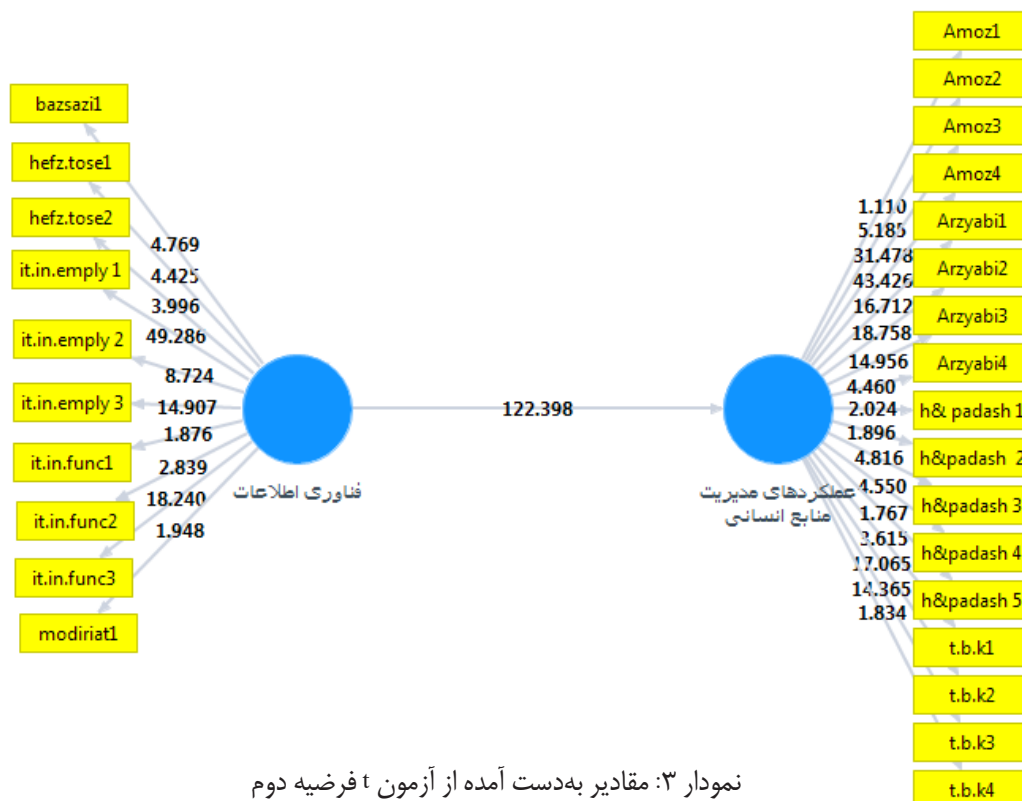 bazsazi1
hefz.tose1
hefz.tose2
it.in.emply 1
it.in.emply 2
it.in.emply 3
it.in.func1
it.in.func2
it.in.func3
modiriat1
4.769
4.425
3.996
49.286
8.724
14.907
1.876
2.839
18.240
1.948
فناوری اطلاعات
122.398
عملکردهای مدیریت
منابع انسانی
1.110
5.185
31.478
43.426
16.712
18.758
14.956
4.460
2.024
1.896
4.816
4.550
1.767
3.615
17.065
14.365
1.834
Amoz1
Amoz2
Amoz3
Amoz4
Arzyabi1
Arzyabi2
Arzyabi3
Arzyabi4
h& padash 1
h&padash 2
h&padash 3
h&padash 4
h&padash 5
t.b.k1
t.b.k2
t.b.k3
t.b.k4
نمودار ۳: مقادیر به‌دست آمده از آزمون t فرضیه دوم